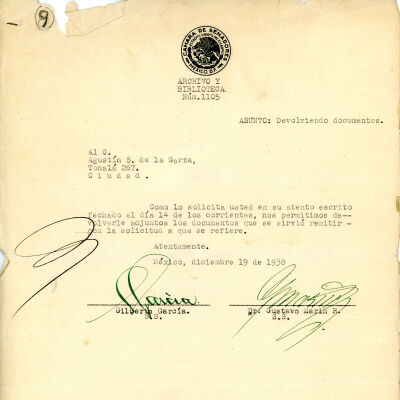 9
CAMARA DE SENADORES
MEXICO, D.F.
ARCHIVO Y
BIBLIOTECA
Núm.1105
ASUNTO: Devolviendo documentos.
Al C.
Agustín S. de la Garza,
Tonalá 267.
C i u d a d .
Como lo solicita usted en su atento escrito
fechado el día 14 de los corrientes, nos permitimos de--
volverle adjuntos los documentos que se sirvió remitir -
con la solicitud a que se refiere.
Atentamente.
México, diciembre 19 de 1938
García
Gilberto García.
S.S.
Dr. Gustavo Marín R.
S.S.